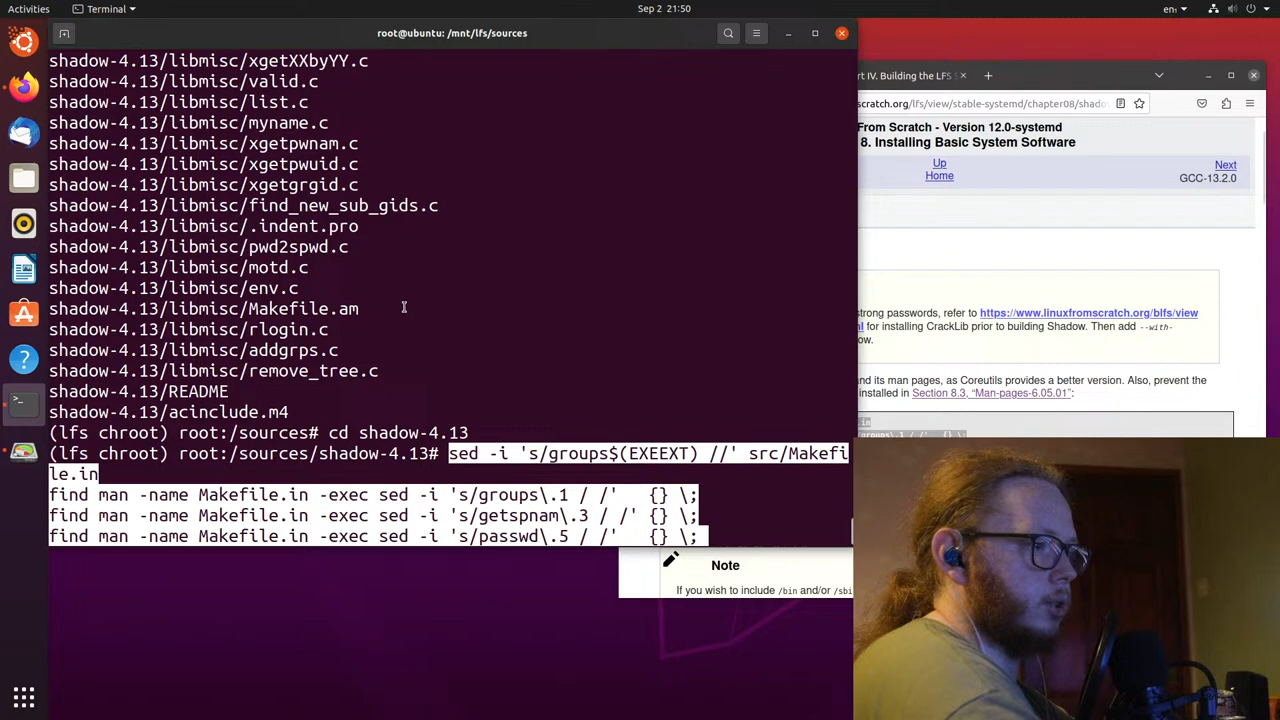 Activities
Terminal
Sep 2 21:50
en
root@ubuntu: /mnt/lfs/sources
shadow-4.13/libmisc/xgetXXbyYY.c
shadow-4.13/libmisc/valid.c
shadow-4.13/libmisc/list.c
shadow-4.13/libmisc/myname.c
shadow-4.13/libmisc/xgetpwnam.c
shadow-4.13/libmisc/xgetpwuid.c
shadow-4.13/libmisc/xgetgrgid.c
shadow-4.13/libmisc/find_new_sub_gids.c
shadow-4.13/libmisc/.indent.pro
shadow-4.13/libmisc/pwd2spwd.c
shadow-4.13/libmisc/motd.c
shadow-4.13/libmisc/env.c
shadow-4.13/libmisc/Makefile.am
shadow-4.13/libmisc/rlogin.c
shadow-4.13/libmisc/addgrps.c
shadow-4.13/libmisc/remove_tree.c
shadow-4.13/README
shadow-4.13/acinclude.m4
(lfs chroot) root:/sources# cd shadow-4.13
(lfs chroot) root:/sources/shadow-4.13# sed -i 's/groups$(EXEEXT) //' src/Makefi
le.in
find man -name Makefile.in -exec sed -i 's/groups\.1 / /'   {} \;
find man -name Makefile.in -exec sed -i 's/getspnam\.3 / /' {} \;
find man -name Makefile.in -exec sed -i 's/passwd\.5 / /'   {} \;
rt IV. Building the LFS
scratch.org/lfs/view/stable-systemd/chapter08/shado
From Scratch - Version 12.0-systemd
8. Installing Basic System Software
Up
Home
Next
GCC-13.2.0
strong passwords, refer to https://www.linuxfromscratch.org/blfs/view
ml for installing CrackLib prior to building Shadow. Then add --with-
ow.
and its man pages, as Coreutils provides a better version. Also, prevent the
installed in Section 8.3, “Man-pages-6.05.01”:
Note
If you wish to include /bin and/or /sbi